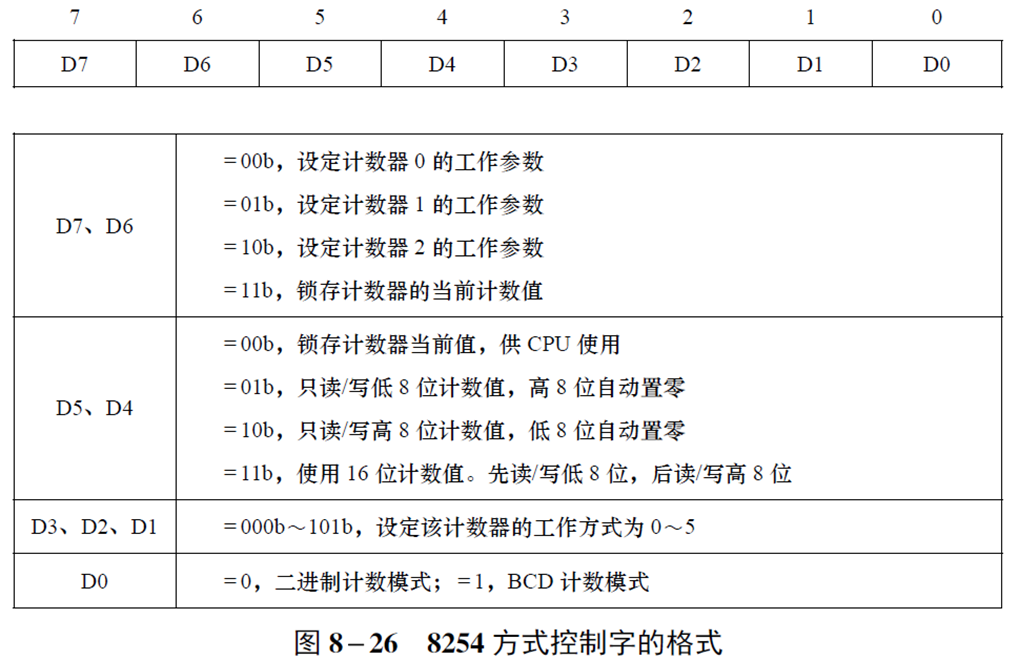 7 6 5 4 3 2 1 0
D7 D6 D5 D4 D3 D2 D1 D0
D7、D6
=00b，设定计数器 0 的工作参数
=01b，设定计数器 1 的工作参数
=10b，设定计数器 2 的工作参数
=11b，锁存计数器的当前计数值
D5、D4
=00b，锁存计数器当前值，供 CPU 使用
=01b，只读/写低 8 位计数值，高 8 位自动置零
=10b，只读/写高 8 位计数值，低 8 位自动置零
=11b，使用 16 位计数值。先读/写低 8 位，后读/写高 8 位
D3、D2、D1
=000b～101b，设定该计数器的工作方式为 0～5
D0
=0，二进制计数模式；=1，BCD 计数模式
图 8-26 8254 方式控制字的格式